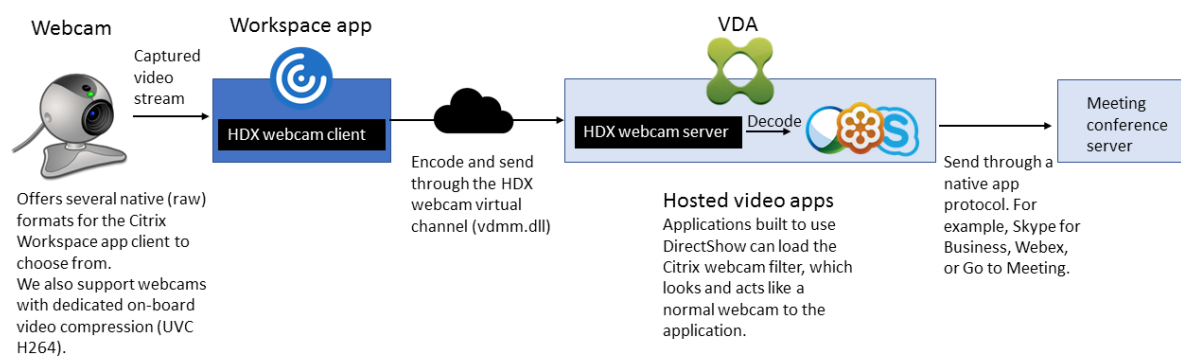 Webcam
Captured
video
stream
Offers several native (raw)
formats for the Citrix
Workspace app client to
choose from.
We also support webcams
with dedicated on-board
video compression (UVC
H264).
Workspace app
HDX webcam client
Encode and send
through the HDX
webcam virtual
channel (vdmm.dll)
VDA
HDX webcam server
Decode
S
Hosted video apps
Applications built to use
DirectShow can load the
Citrix webcam filter, which
looks and acts like a
normal webcam to the
application.
Send through a
native app
protocol. For
example, Skype for
Business, Webex,
or Go to Meeting.
Meeting
conference
server